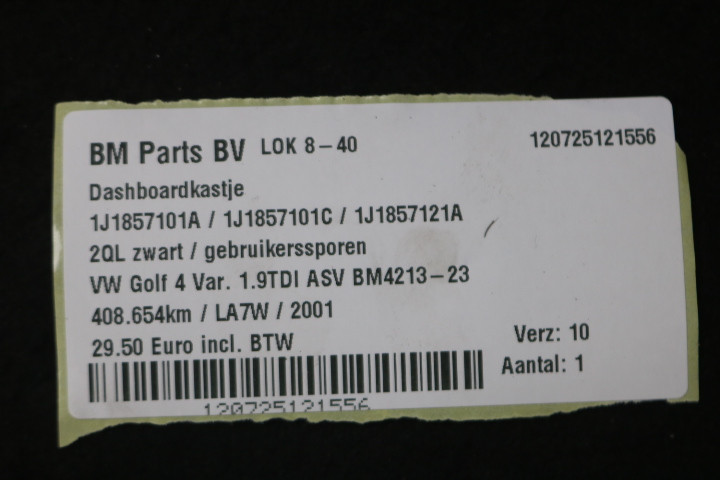 BM Parts BV LOK 8-40 120725121556
Dashboardkastje
1J1857101A / 1J1857101C / 1J1857121A
2QL zwart / gebruikerssporen
VW Golf 4 Var. 1.9TDI ASV BM4213-23
408.654km / LA7W / 2001
29.50 Euro incl. BTW Verz: 10
Aantal: 1
120725121556